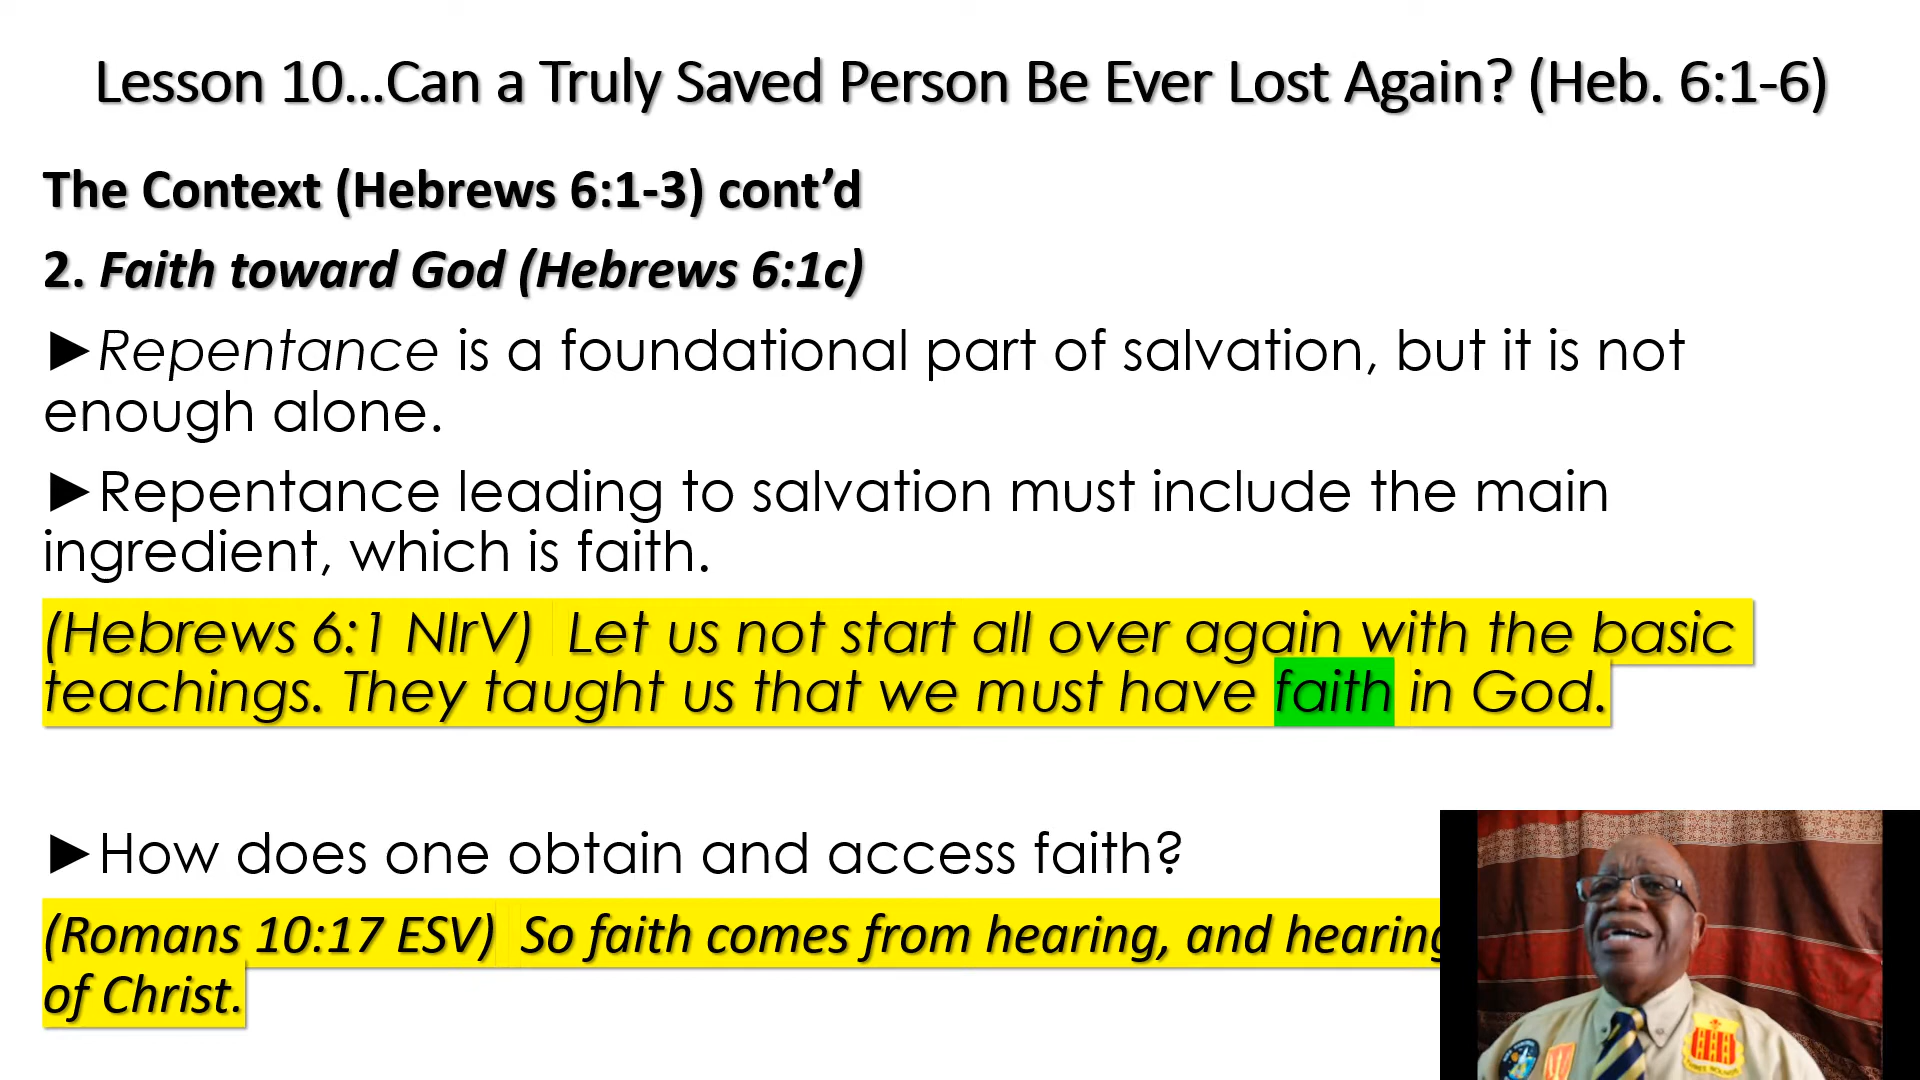 Lesson 10...Can a Truly Saved Person Be Ever Lost Again? (Heb. 6:1-6)
The Context (Hebrews 6:1-3) cont’d
2. Faith toward God (Hebrews 6:1c)
►Repentance is a foundational part of salvation, but it is not
enough alone.
►Repentance leading to salvation must include the main
ingredient, which is faith.
(Hebrews 6:1 NIrV) Let us not start all over again with the basic
teachings. They taught us that we must have faith in God.
►How does one obtain and access faith?
(Romans 10:17 ESV) So faith comes from hearing, and hearing
of Christ.